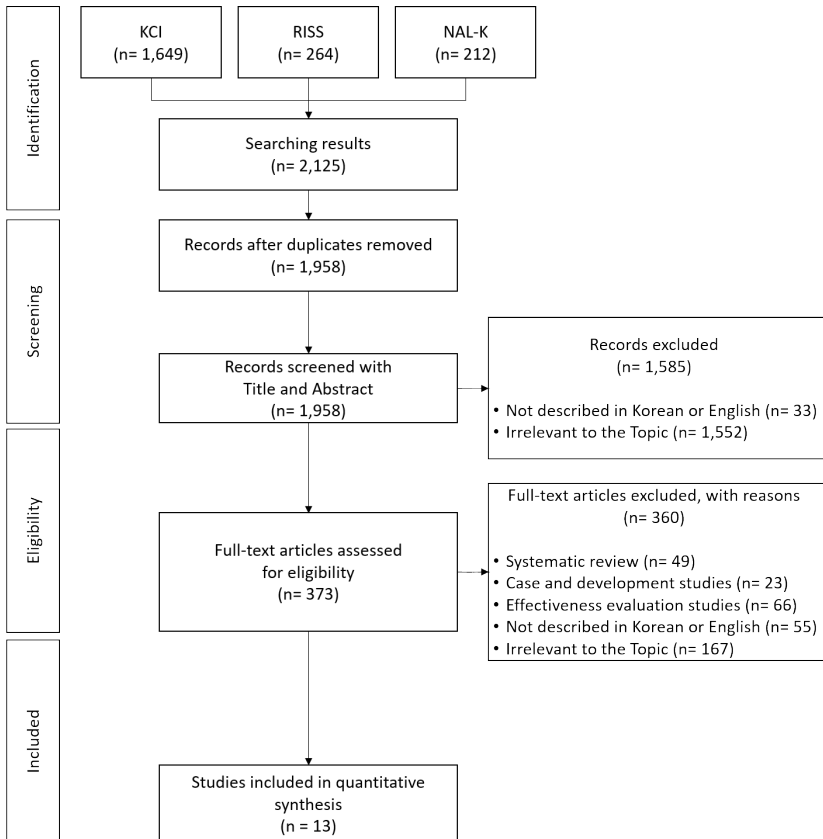 Identification
KCI
(n= 1,649)
RISS
(n= 264)
NAL-K
(n= 212)
Searching results
(n= 2,125)
Screening
Records after duplicates removed
(n= 1,958)
Records screened with
Title and Abstract
(n= 1,958)
Records excluded
(n= 1,585)
• Not described in Korean or English (n= 33)
• Irrelevant to the Topic (n= 1,552)
Eligibility
Full-text articles assessed
for eligibility
(n= 373)
Full-text articles excluded, with reasons
(n= 360)
• Systematic review (n= 49)
• Case and development studies (n= 23)
• Effectiveness evaluation studies (n= 66)
• Not described in Korean or English (n= 55)
• Irrelevant to the Topic (n= 167)
Included
Studies included in quantitative
synthesis
(n = 13)